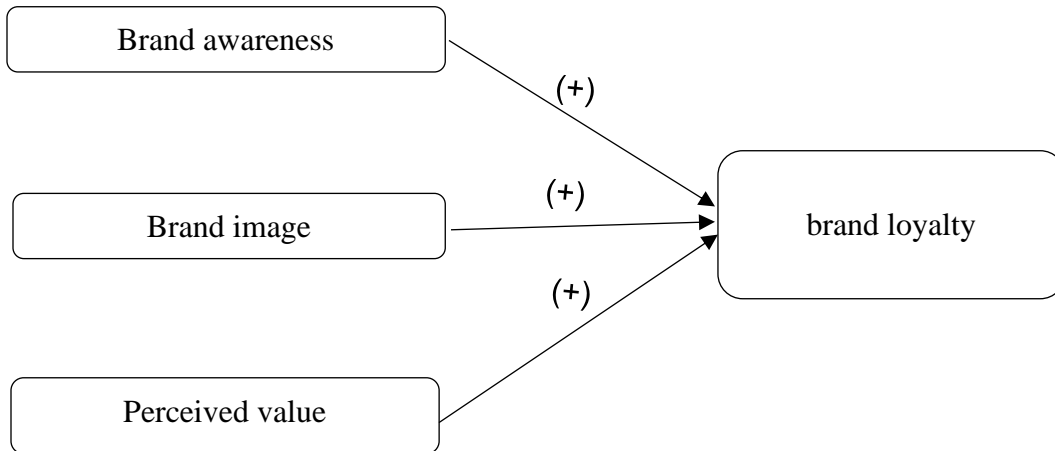 Brand awareness
(+)
Brand image
(+)
brand loyalty
(+)
Perceived value